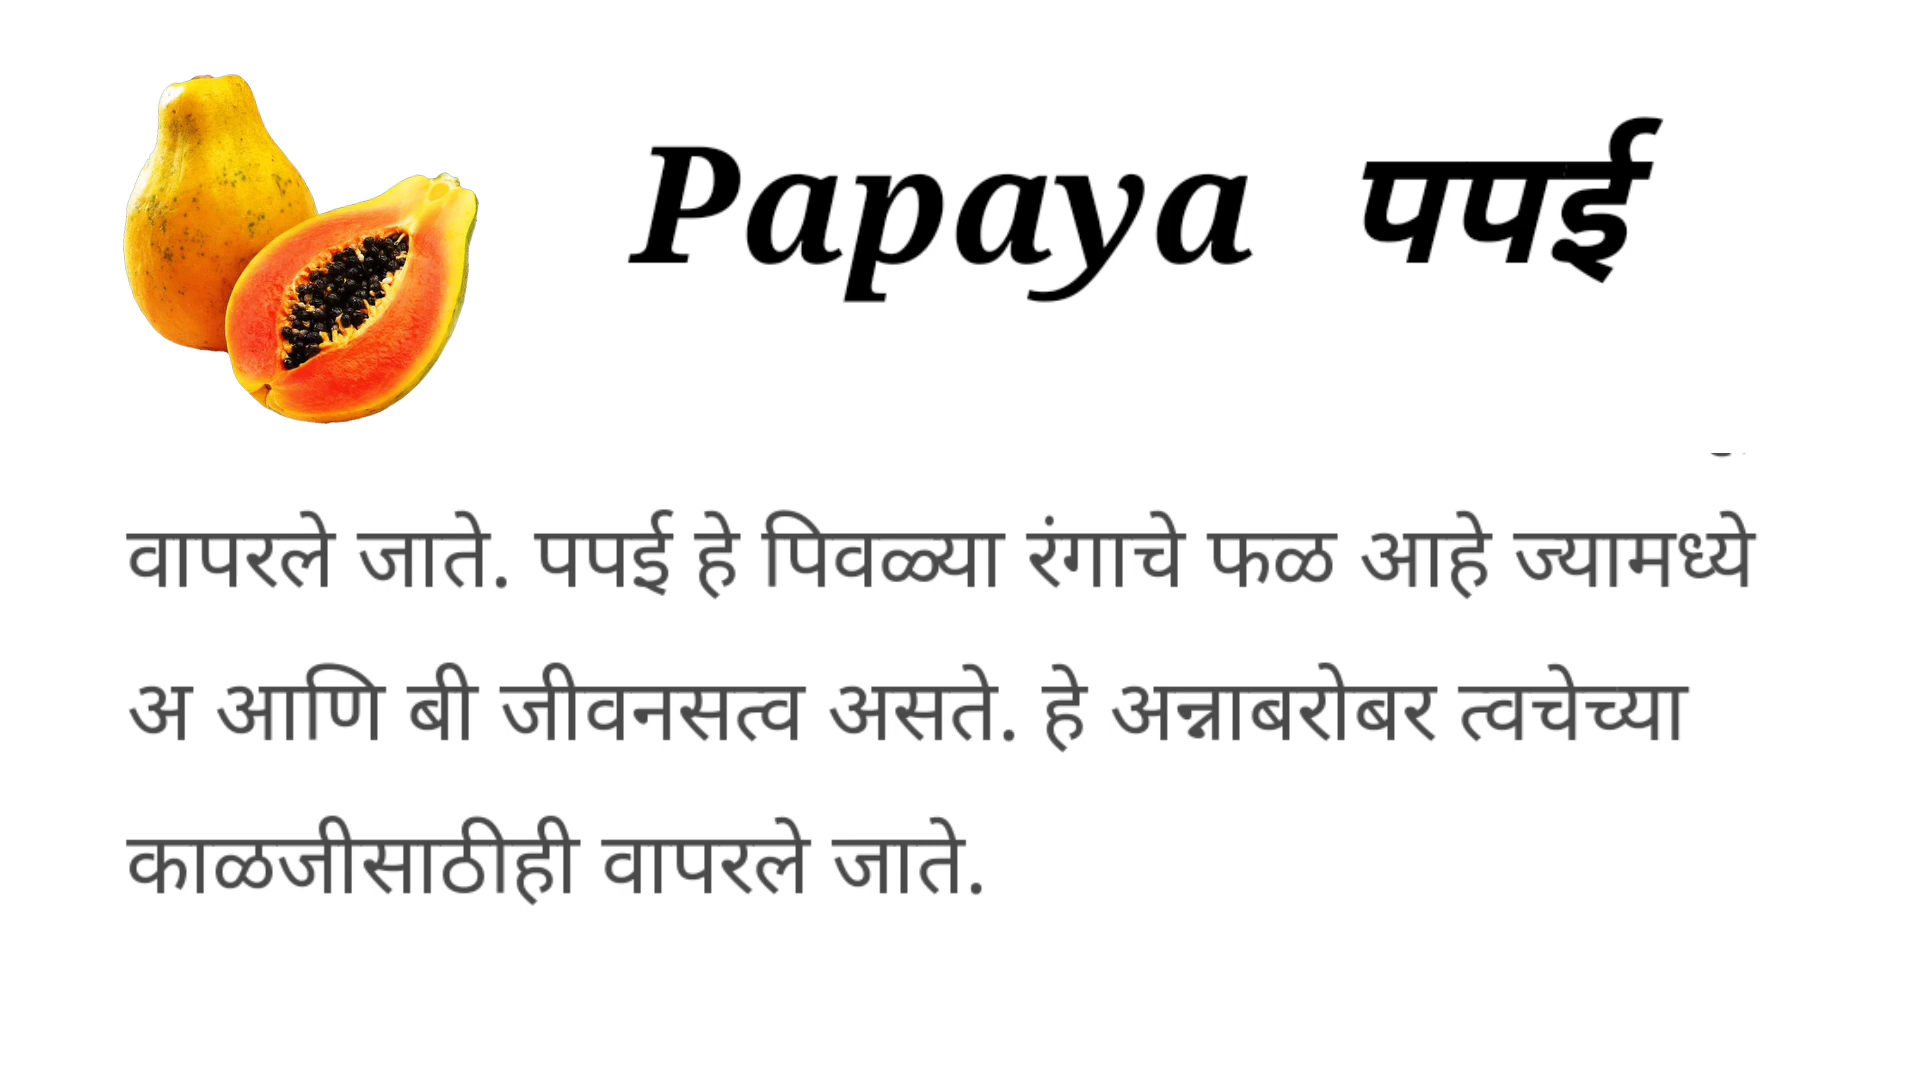 Papaya पपई
वापरले जाते. पपई हे पिवळ्या रंगाचे फळ आहे ज्यामध्ये
अ आणि बी जीवनसत्व असते. हे अन्नाबरोबर त्वचेच्या
काळजीसाठीही वापरले जाते.